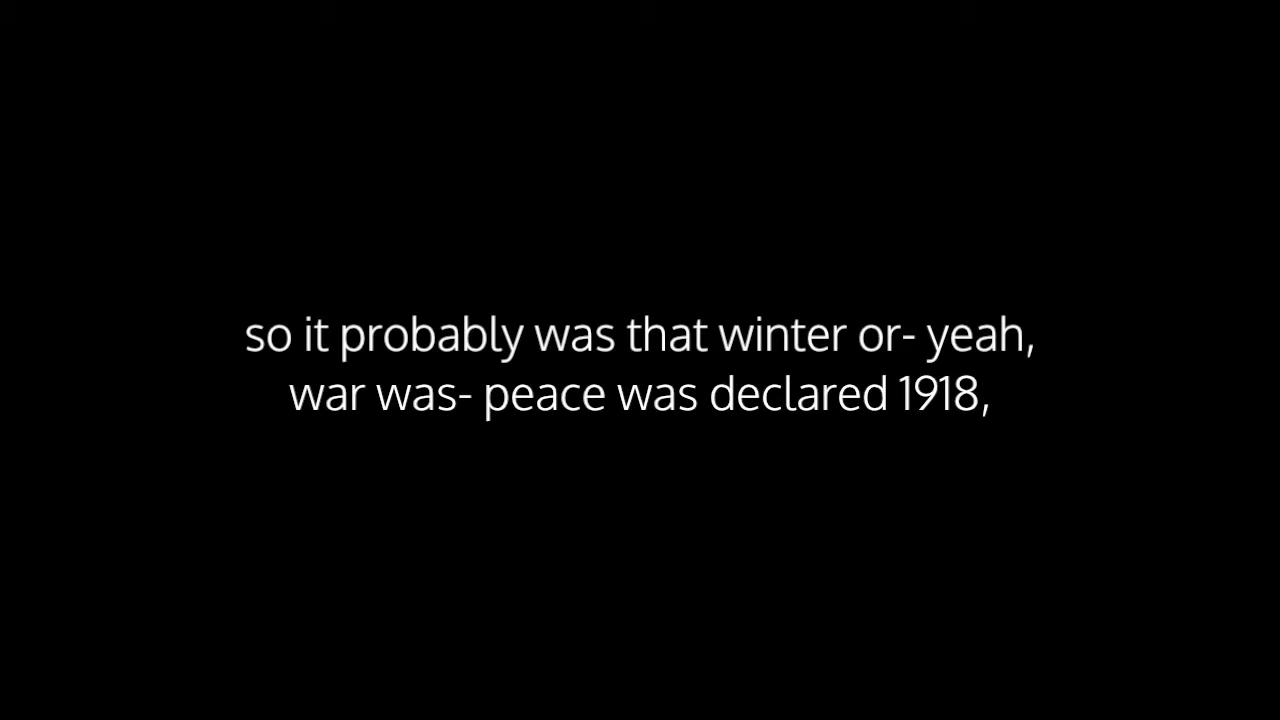 so it probably was that winter or- yeah,
war was- peace was declared 1918,